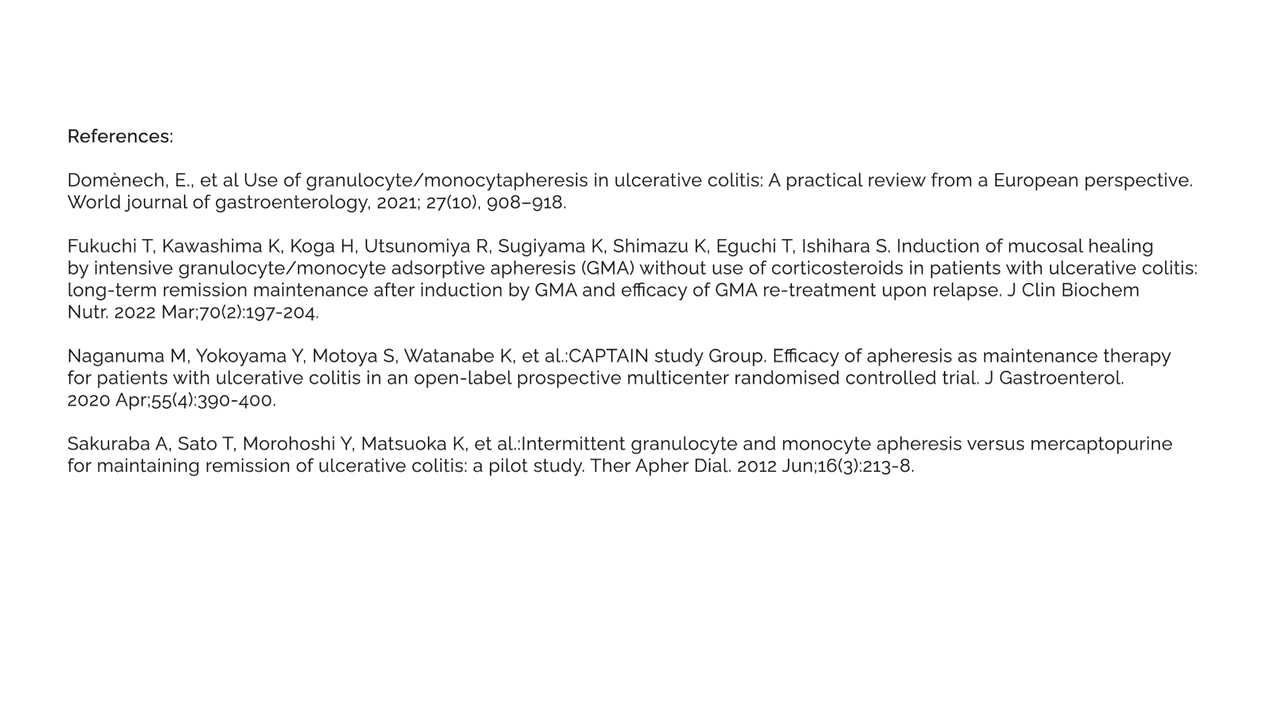 References:
Domènech, E., et al Use of granulocyte/monocytapheresis in ulcerative colitis: A practical review from a European perspective.
World journal of gastroenterology, 2021; 27(10), 908–918.
Fukuchi T, Kawashima K, Koga H, Utsunomiya R, Sugiyama K, Shimazu K, Eguchi T, Ishihara S. Induction of mucosal healing
by intensive granulocyte/monocyte adsorptive apheresis (GMA) without use of corticosteroids in patients with ulcerative colitis:
long-term remission maintenance after induction by GMA and efficacy of GMA re-treatment upon relapse. J Clin Biochem
Nutr. 2022 Mar;70(2):197-204.
Naganuma M, Yokoyama Y, Motoya S, Watanabe K, et al.:CAPTAIN study Group. Efficacy of apheresis as maintenance therapy
for patients with ulcerative colitis in an open-label prospective multicenter randomised controlled trial. J Gastroenterol.
2020 Apr;55(4):390-400.
Sakuraba A, Sato T, Morohoshi Y, Matsuoka K, et al.:Intermittent granulocyte and monocyte apheresis versus mercaptopurine
for maintaining remission of ulcerative colitis: a pilot study. Ther Apher Dial. 2012 Jun;16(3):213-8.